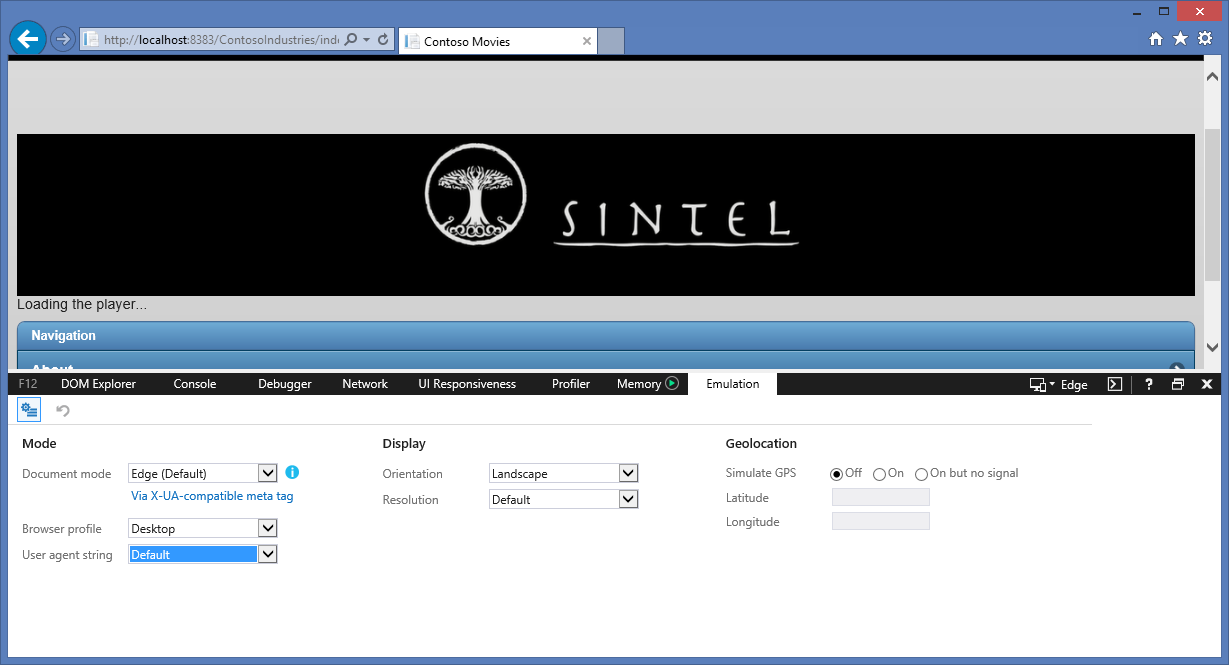 http://localhost:8383/ContosoIndustries/inde
Contoso Movies
SINTEL
Loading the player...
Navigation
About
F12 DOM Explorer Console Debugger Network UI Responsiveness Profiler Memory Emulation Edge ?
Mode Display Geolocation
Document mode Edge (Default) i Orientation Landscape Simulate GPS Off On On but no signal
Via X-UA-compatible meta tag Resolution Default Latitude
Longitude
Browser profile Desktop
User agent string Default